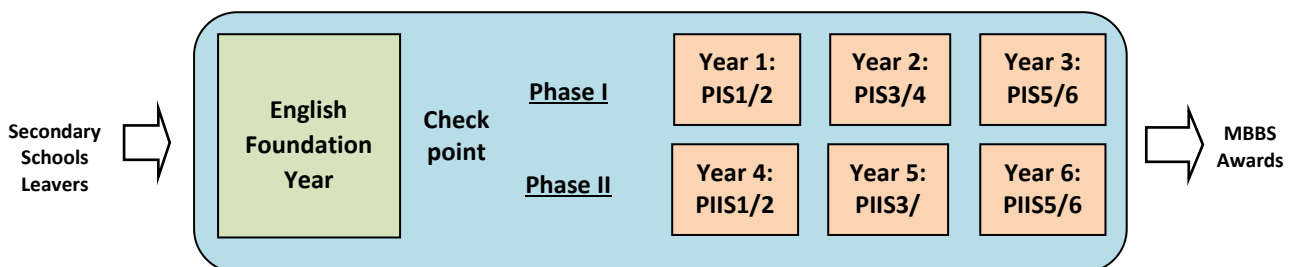 Secondary
Schools
Leavers
English
Foundation
Year
Check
point
Phase I
Year 1:
PIS1/2
Year 2:
PIS3/4
Year 3:
PIS5/6
Phase II
Year 4:
PIIS1/2
Year 5:
PIIS3/
Year 6:
PIIS5/6
MBBS
Awards